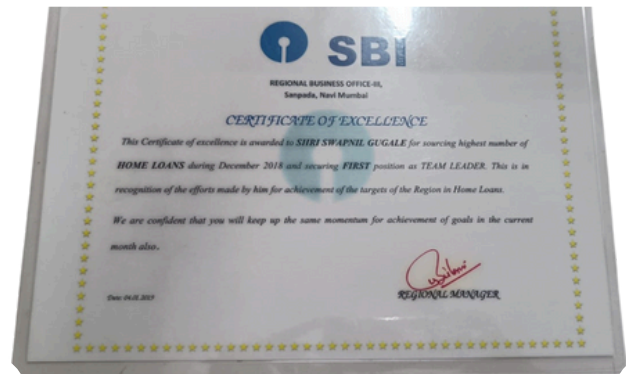 SBI
REGIONAL BUSINESS OFFICE-III,
Sanpada, Navi Mumbai
CERTIFICATE OF EXCELLENCE
This Certificate of excellence is awarded to SHRI SWAPNIL GUGALE for sourcing highest number of
HOME LOANS during December 2018 and securing FIRST position as TEAM LEADER. This is in
recognition of the efforts made by him for achievement of the targets of the Region in Home Loans.
We are confident that you will keep up the same momentum for achievement of goals in the current
month also.
REGIONAL MANAGER
Date: 04.01.2019